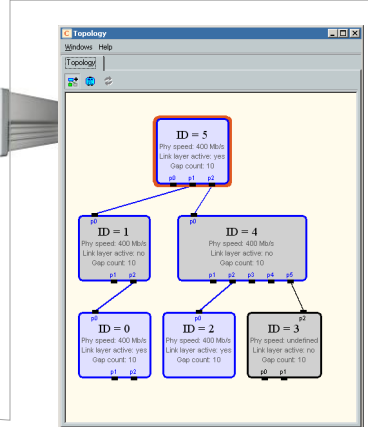 C Topology
Windows Help
Topology
ID = 5
Phy speed: 400 Mb/s
Link layer active: yes
Gap count: 10
p0 p1 p2
p0
ID = 1
Phy speed: 400 Mb/s
Link layer active: no
Gap count: 10
p1 p2
p0
ID = 4
Phy speed: 400 Mb/s
Link layer active: no
Gap count: 10
p1 p2 p3 p4 p5
p0
ID = 0
Phy speed: 400 Mb/s
Link layer active: yes
Gap count: 10
p1 p2
p0
ID = 2
Phy speed: 400 Mb/s
Link layer active: yes
Gap count: 10
p2
ID = 3
Phy speed: undefined
Link layer active: no
Gap count: 10
p0 p1